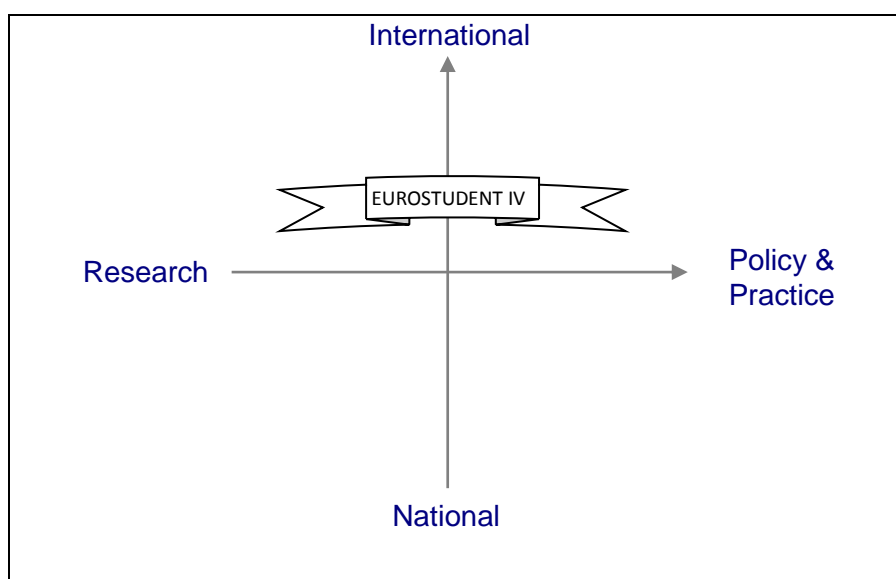 International
EUROSTUDENT IV
Research
Policy &
Practice
National